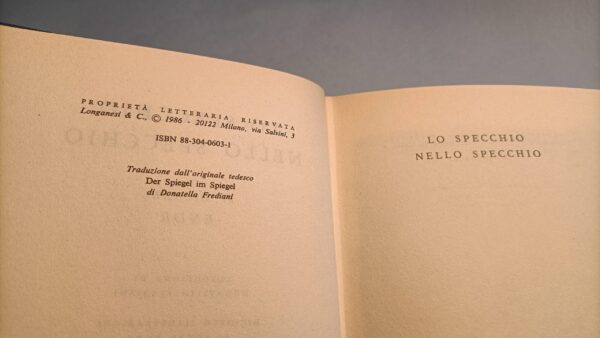 PROPRIETÀ LETTERARIA RISERVATA
Longanesi & C., © 1986 - 20122 Milano, via Salvini, 3
ISBN 88-304-0603-1
Traduzione dall'originale tedesco
Der Spiegel im Spiegel
di Donatella Frediani
LO SPECCHIO
NELLO SPECCHIO